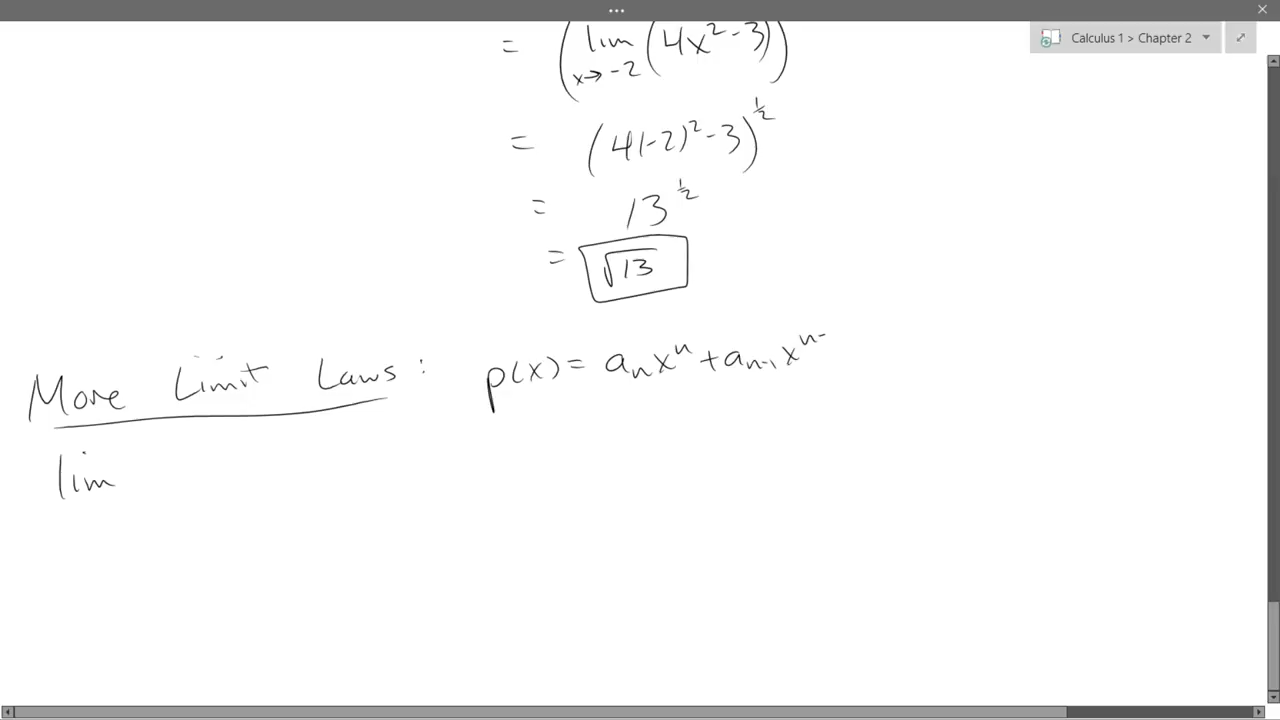 Calculus 1 > Chapter 2
= (lim x→-2 (4x² - 3))
= (4(-2)² - 3)^½
= 13^½
= √13
More Limit Laws: p(x) = aₙxⁿ + aₙ₋₁xⁿ⁻
lim